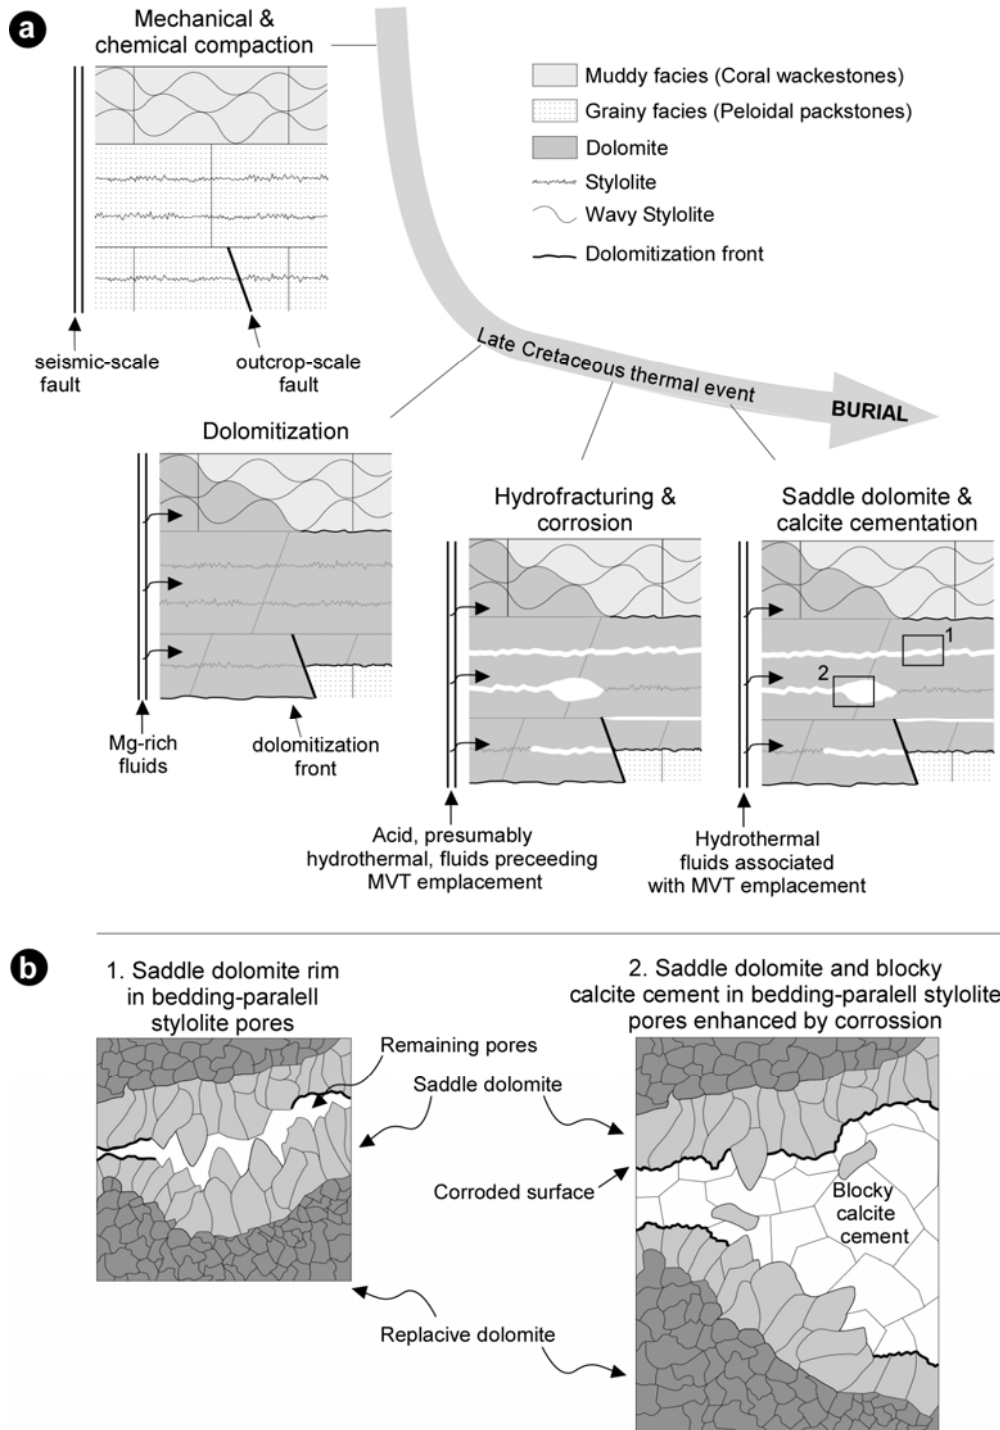 a
Mechanical &
chemical compaction
Muddy facies (Coral wackestones)
Grainy facies (Peloidal packstones)
Dolomite
Stylolite
Wavy Stylolite
Dolomitization front
seismic-scale
fault
outcrop-scale
fault
Late Cretaceous thermal event
BURIAL
Dolomitization
Mg-rich
fluids
dolomitization
front
Hydrofracturing &
corrosion
Acid, presumably
hydrothermal, fluids preceeding
MVT emplacement
Saddle dolomite &
calcite cementation
1
2
Hydrothermal
fluids associated
with MVT emplacement
b
1. Saddle dolomite rim
in bedding-paralell
stylolite pores
2. Saddle dolomite and blocky
calcite cement in bedding-paralell stylolite
pores enhanced by corrossion
Remaining pores
Saddle dolomite
Corroded surface
Blocky
calcite
cement
Replacive dolomite